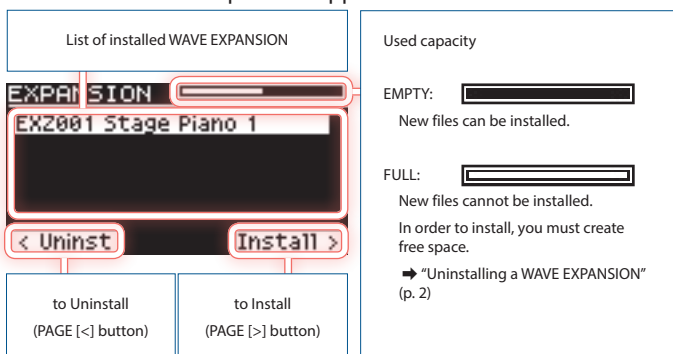 List of installed WAVE EXPANSION
EXPANSION
EXZ001 Stage Piano 1
< Uninst
Install >
to Uninstall
(PAGE [<] button)
to Install
(PAGE [>] button)
Used capacity
EMPTY:
New files can be installed.
FULL:
New files cannot be installed.
In order to install, you must create
free space.
➡ “Uninstalling a WAVE EXPANSION”
(p. 2)